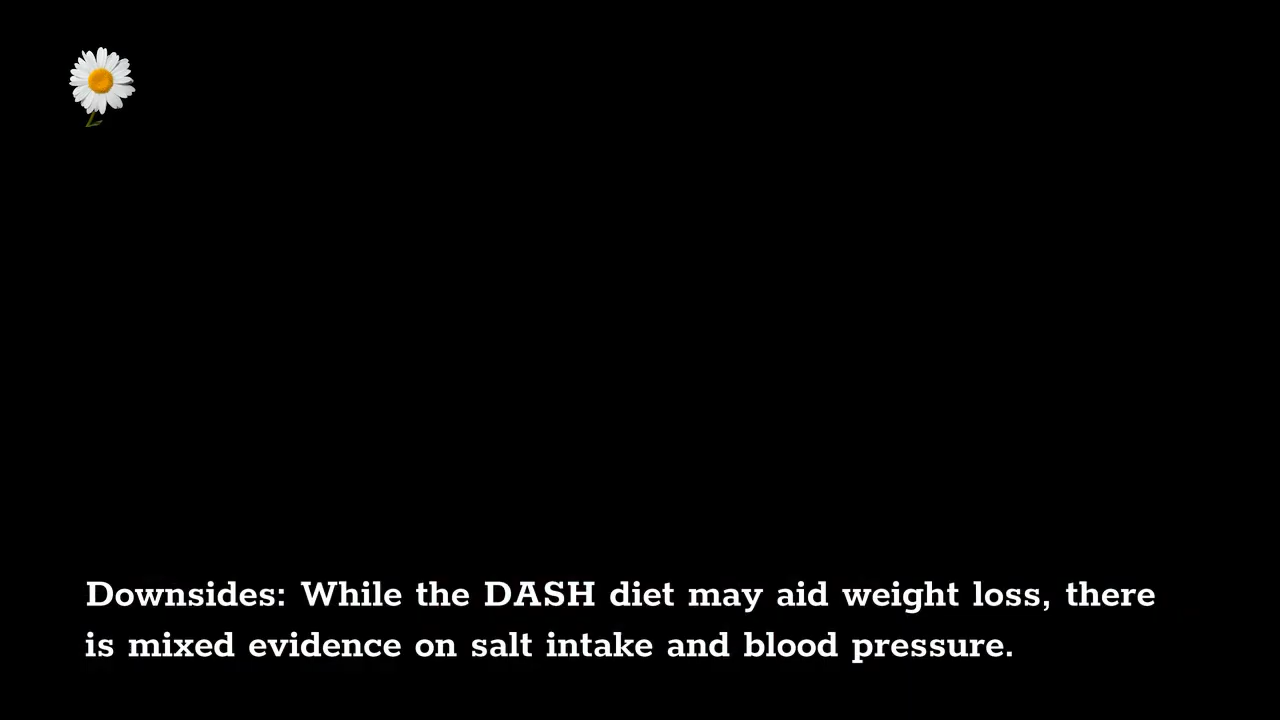 Downsides: While the DASH diet may aid weight loss, there
is mixed evidence on salt intake and blood pressure.